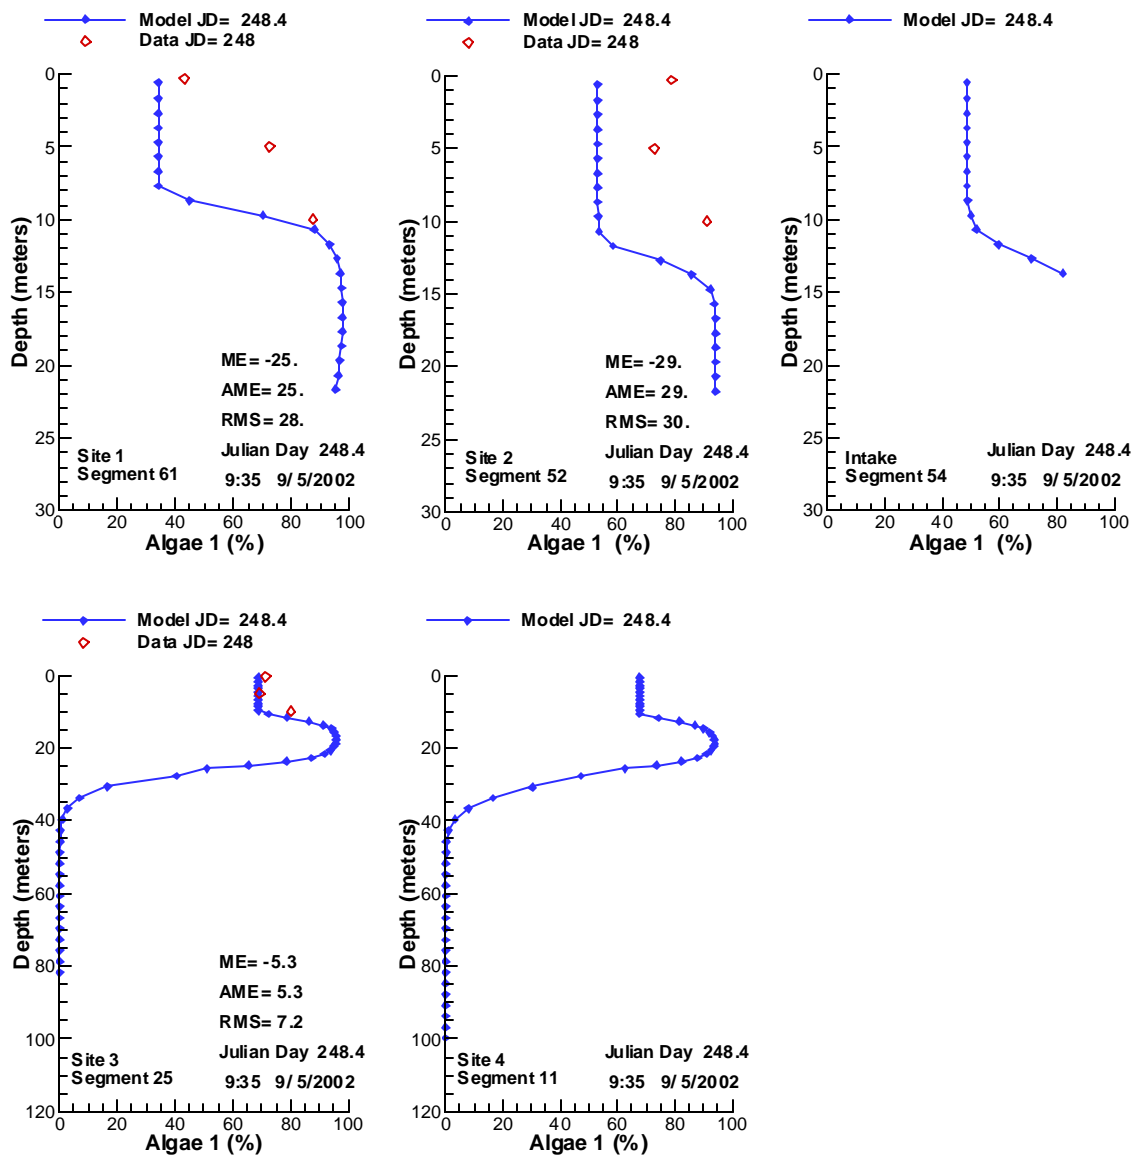 Model JD= 248.4
Data JD= 248
0
5
10
15
20
25
30
Depth (meters)
ME= -25.
AME= 25.
RMS= 28.
Julian Day 248.4
9:35 9/ 5/2002
Site 1
Segment 61
0 20 40 60 80 100
Algae 1 (%)
Model JD= 248.4
Data JD= 248
0
5
10
15
20
25
30
Depth (meters)
ME= -29.
AME= 29.
RMS= 30.
Julian Day 248.4
9:35 9/ 5/2002
Site 2
Segment 52
0 20 40 60 80 100
Algae 1 (%)
Model JD= 248.4
0
5
10
15
20
25
30
Depth (meters)
Julian Day 248.4
9:35 9/ 5/2002
Intake
Segment 54
0 20 40 60 80 100
Algae 1 (%)
Model JD= 248.4
Data JD= 248
0
20
40
60
80
100
120
Depth (meters)
ME= -5.3
AME= 5.3
RMS= 7.2
Julian Day 248.4
9:35 9/ 5/2002
Site 3
Segment 25
0 20 40 60 80 100
Algae 1 (%)
Model JD= 248.4
0
20
40
60
80
100
120
Depth (meters)
Julian Day 248.4
9:35 9/ 5/2002
Site 4
Segment 11
0 20 40 60 80 100
Algae 1 (%)